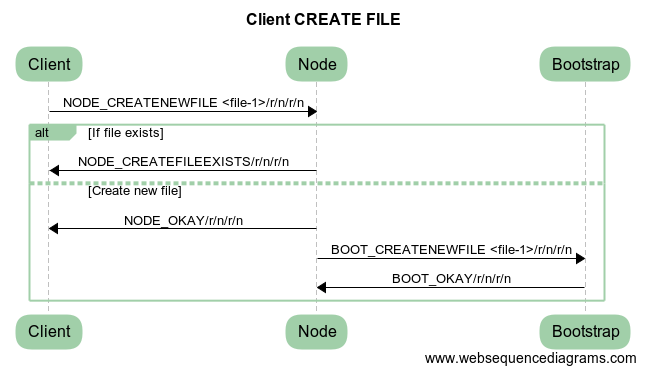 Client CREATE FILE
Client Node Bootstrap
NODE_CREATENEWFILE <file-1>/r/n/r/n
alt [If file exists]
NODE_CREATEFILEEXISTS/r/n/r/n
[Create new file]
NODE_OKAY/r/n/r/n
BOOT_CREATENEWFILE <file-1>/r/n/r/n
BOOT_OKAY/r/n/r/n
Client Node Bootstrap
www.websequencediagrams.com